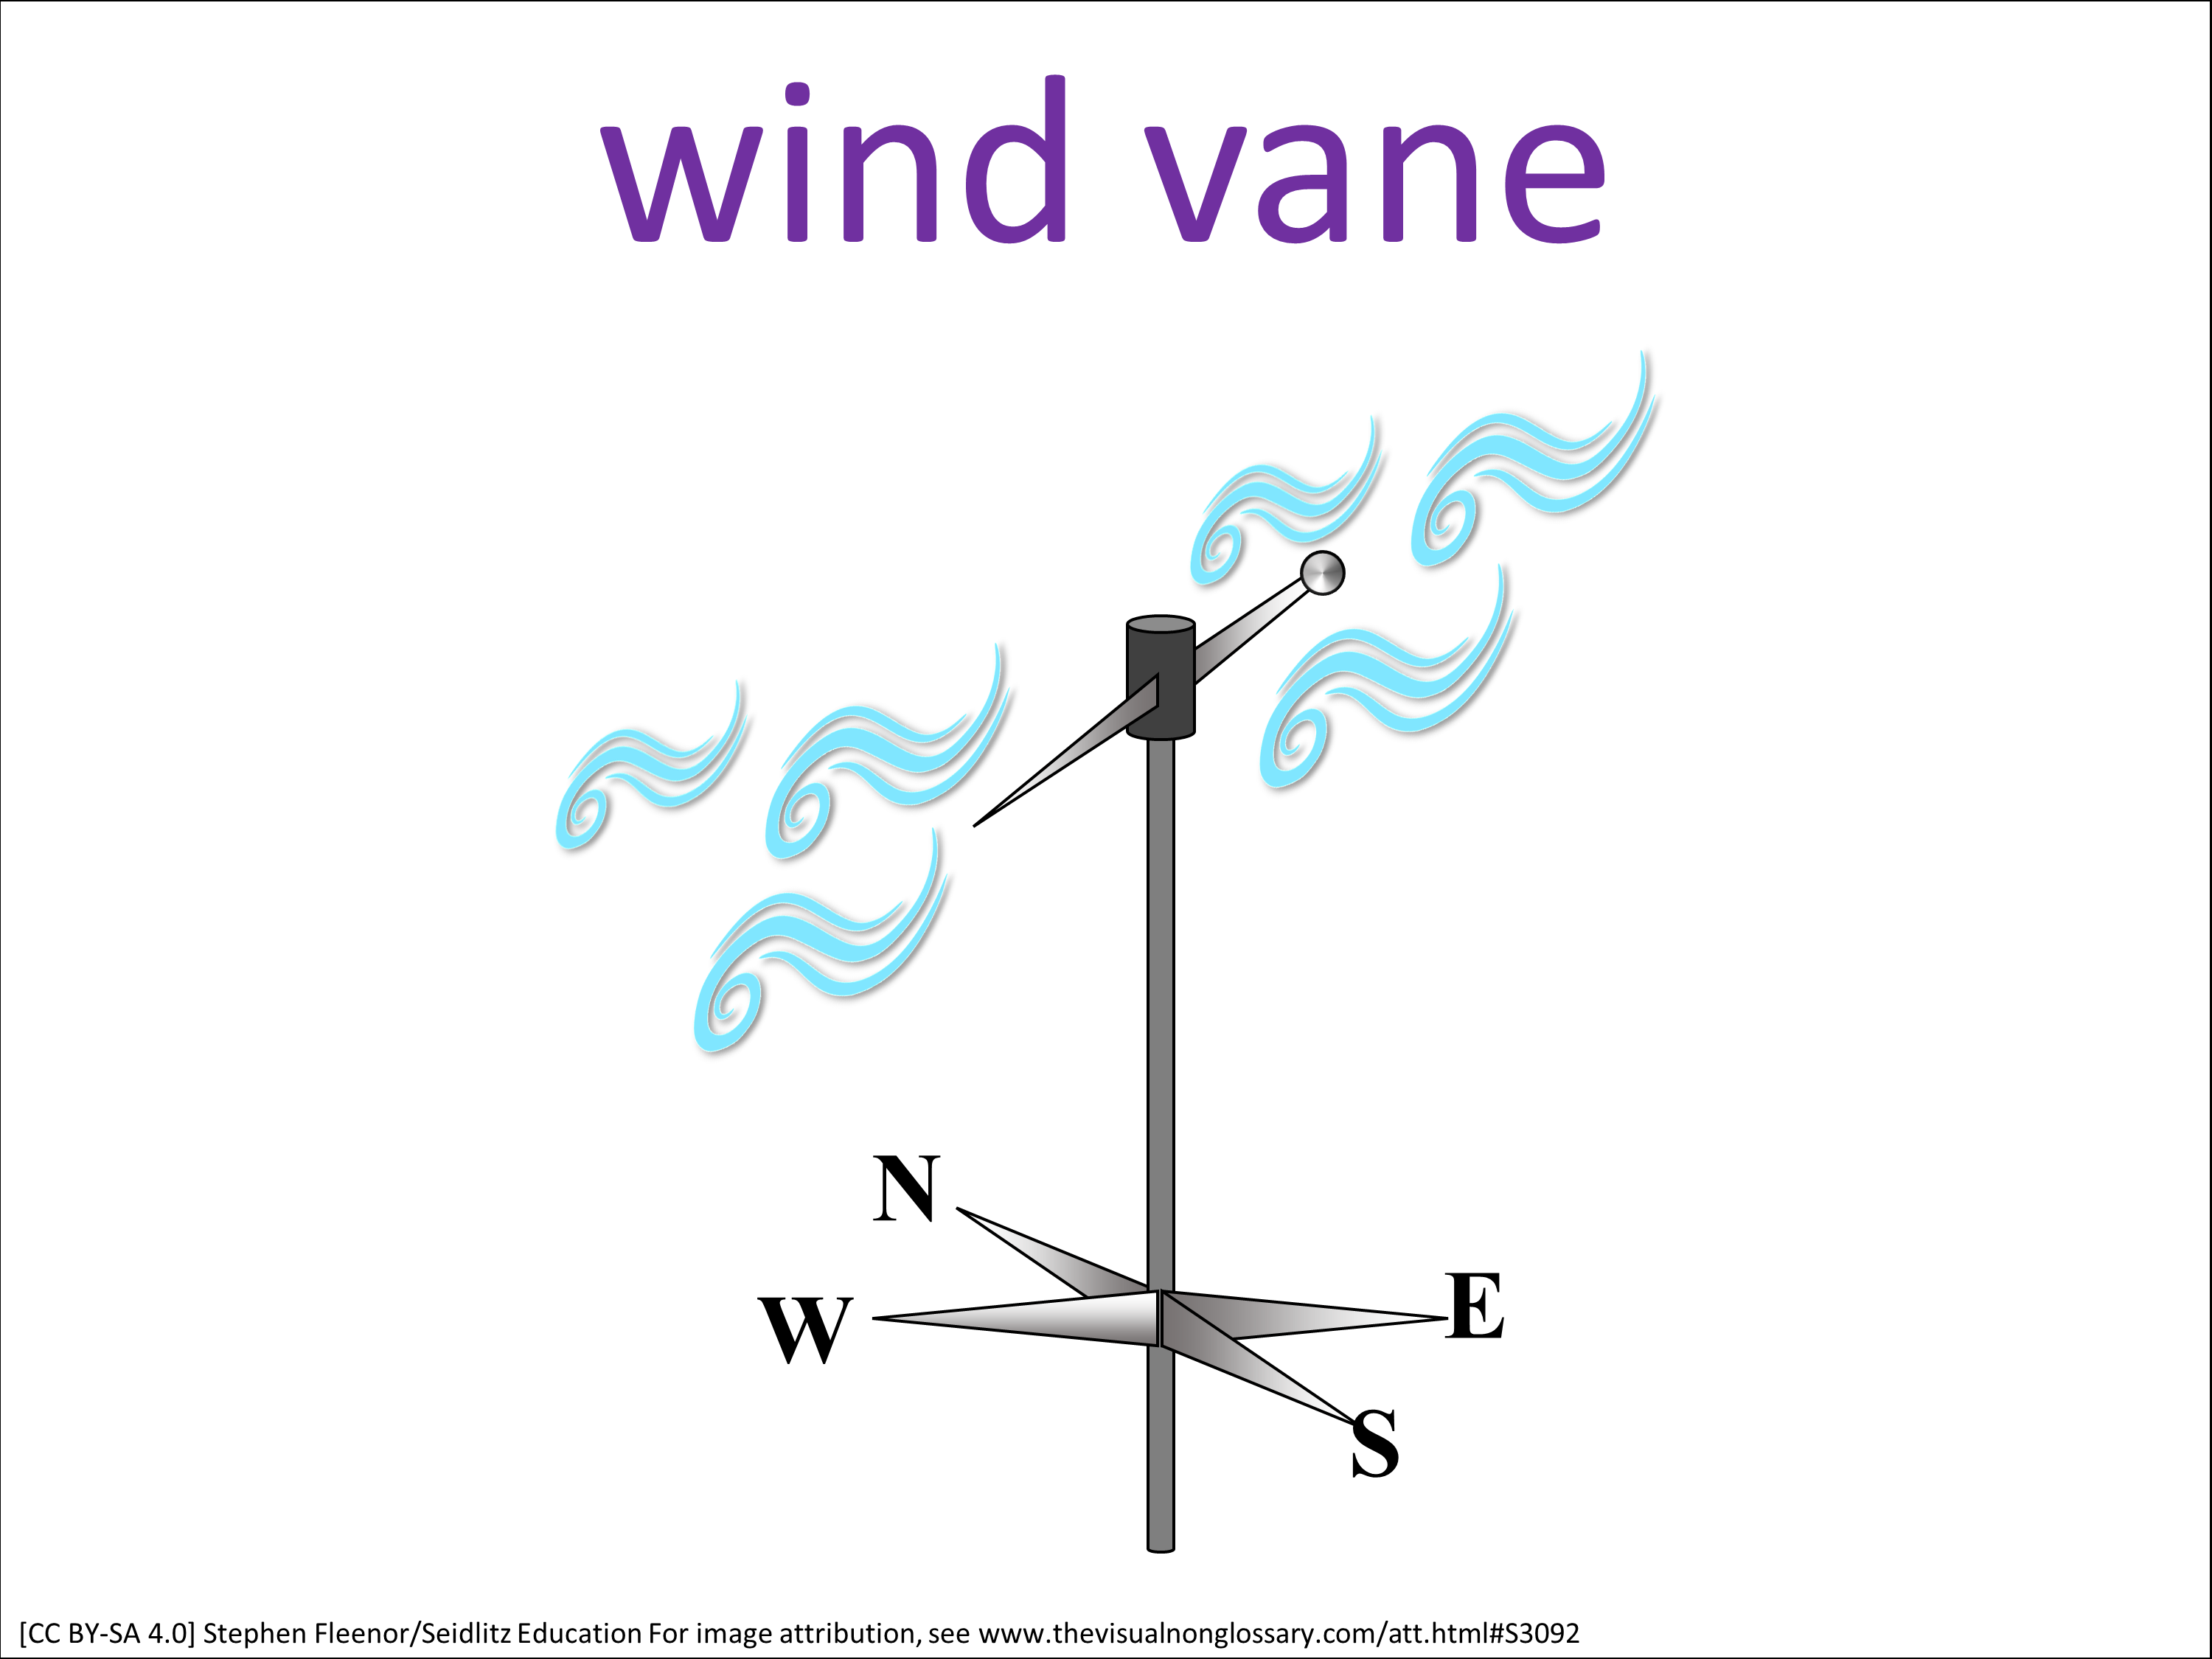 wind vane
N
W
E
S
[CC BY-SA 4.0] Stephen Fleenor/Seidlitz Education For image attribution, see www.thevisualnonglossary.com/att.html#S3092